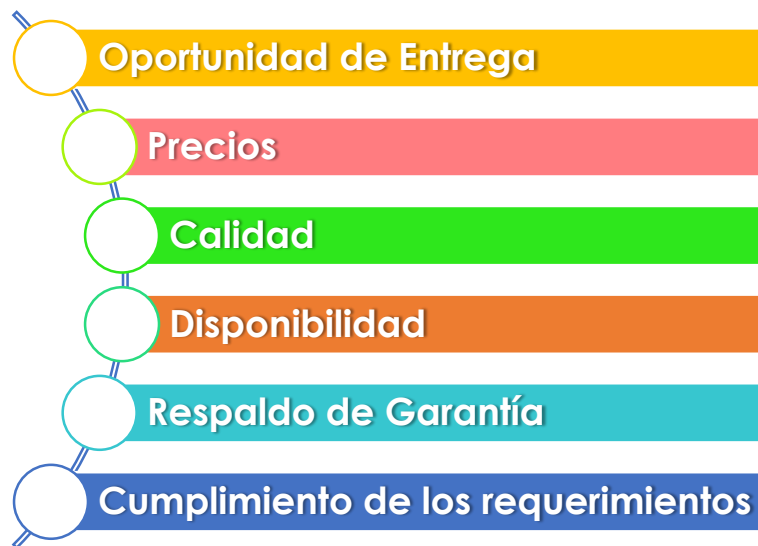 Oportunidad de Entrega
Precios
Calidad
Disponibilidad
Respaldo de Garantía
Cumplimiento de los requerimientos